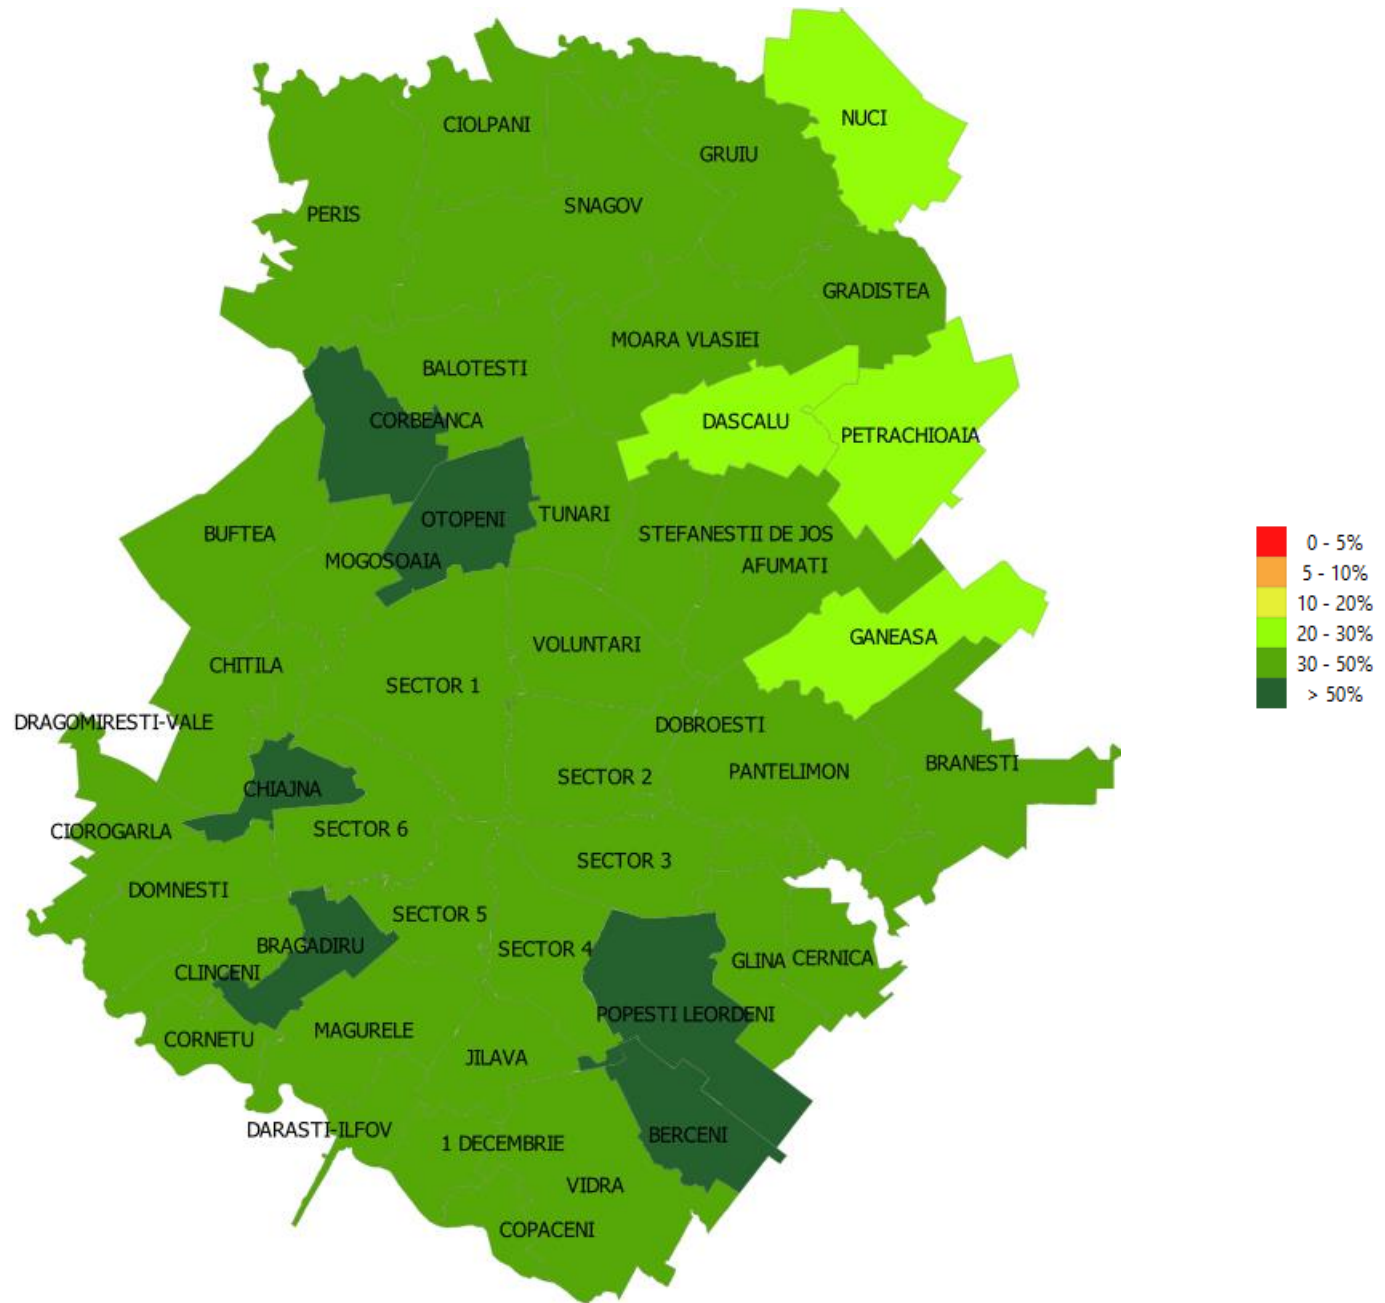 NUCI
CIOLPANI
GRUIU
SNAGOV
PERIS
GRADISTEA
MOARA VLASIEI
BALOTESTI
CORBEANCA
DASCALU
PETRACHIOAIA
OTOPENI
TUNARI
BUFTEA
STEFANESTII DE JOS
MOGOSOAIA
AFUMATI
GANEASA
VOLUNTARI
CHITILA
SECTOR 1
DRAGOMIRESTI-VALE
DOBROESTI
BRANESTI
PANTELIMON
SECTOR 2
CHIAJNA
CIOROGARLA
SECTOR 6
SECTOR 3
DOMNESTI
SECTOR 5
BRAGADIRU
SECTOR 4
GLINA
CERNICA
CLINCENI
POPESTI LEORDENI
MAGURELE
CORNETU
JILAVA
DARASTI-ILFOV
BERCENI
1 DECEMBRIE
VIDRA
COPACENI
0 - 5%
5 - 10%
10 - 20%
20 - 30%
30 - 50%
> 50%